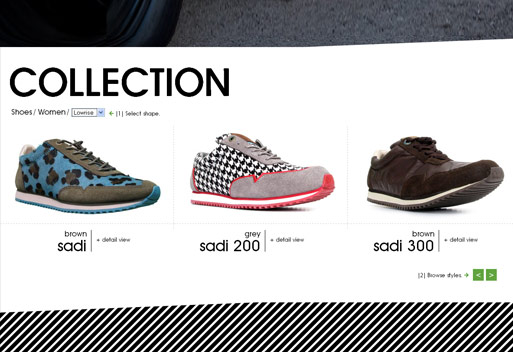 COLLECTION
Shoes / Women / Lowrise ← |1| Select shape.
brown
sadi + detail view
grey
sadi 200 + detail view
brown
sadi 300 + detail view
|2| Browse styles → < >